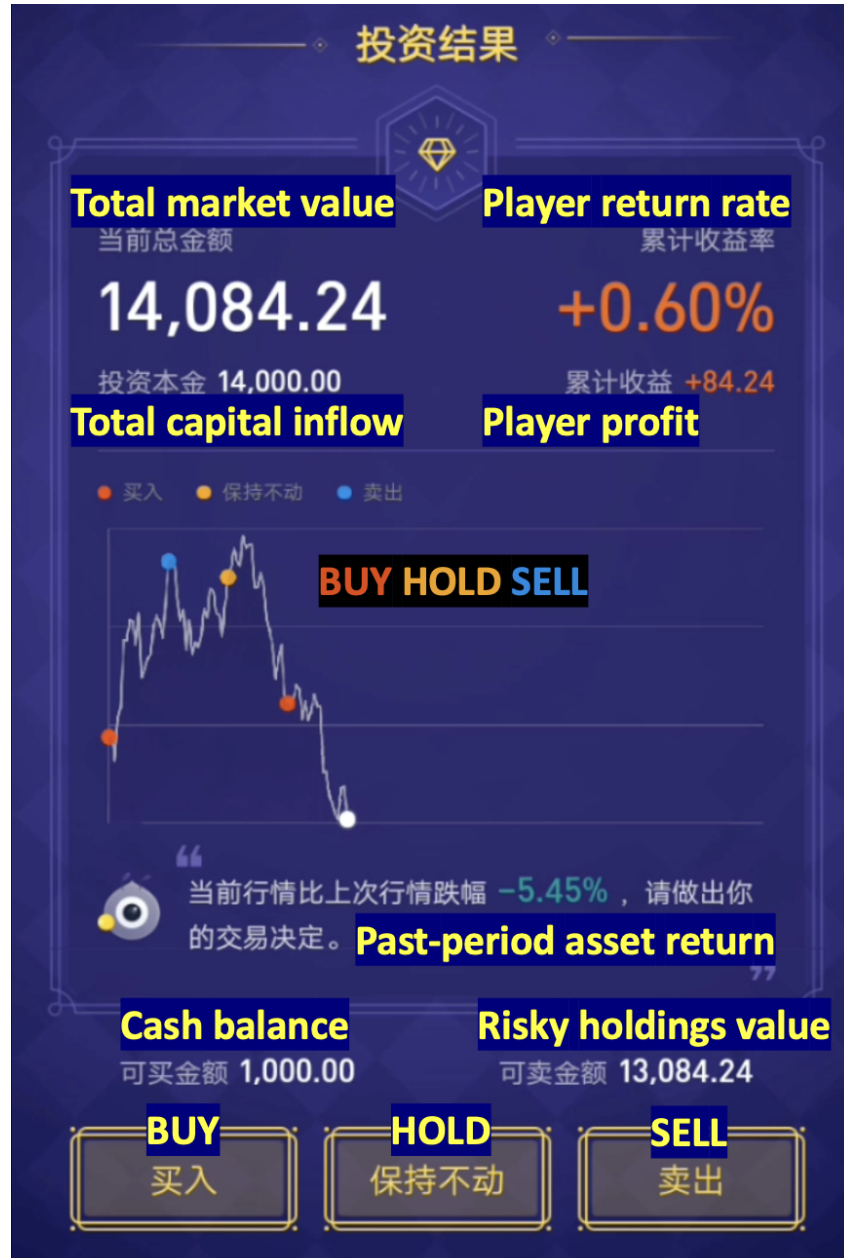 投资结果
Total market value Player return rate
当前总金额 累计收益率
14,084.24 +0.60%
投资本金 14,000.00 累计收益 +84.24
Total capital inflow Player profit
买入 保持不动 卖出
BUY HOLD SELL
“
当前行情比上次行情跌幅 -5.45% ，请做出你
的交易决定。 Past-period asset return
”
Cash balance Risky holdings value
可买金额 1,000.00 可卖金额 13,084.24
BUY HOLD SELL
买入 保持不动 卖出